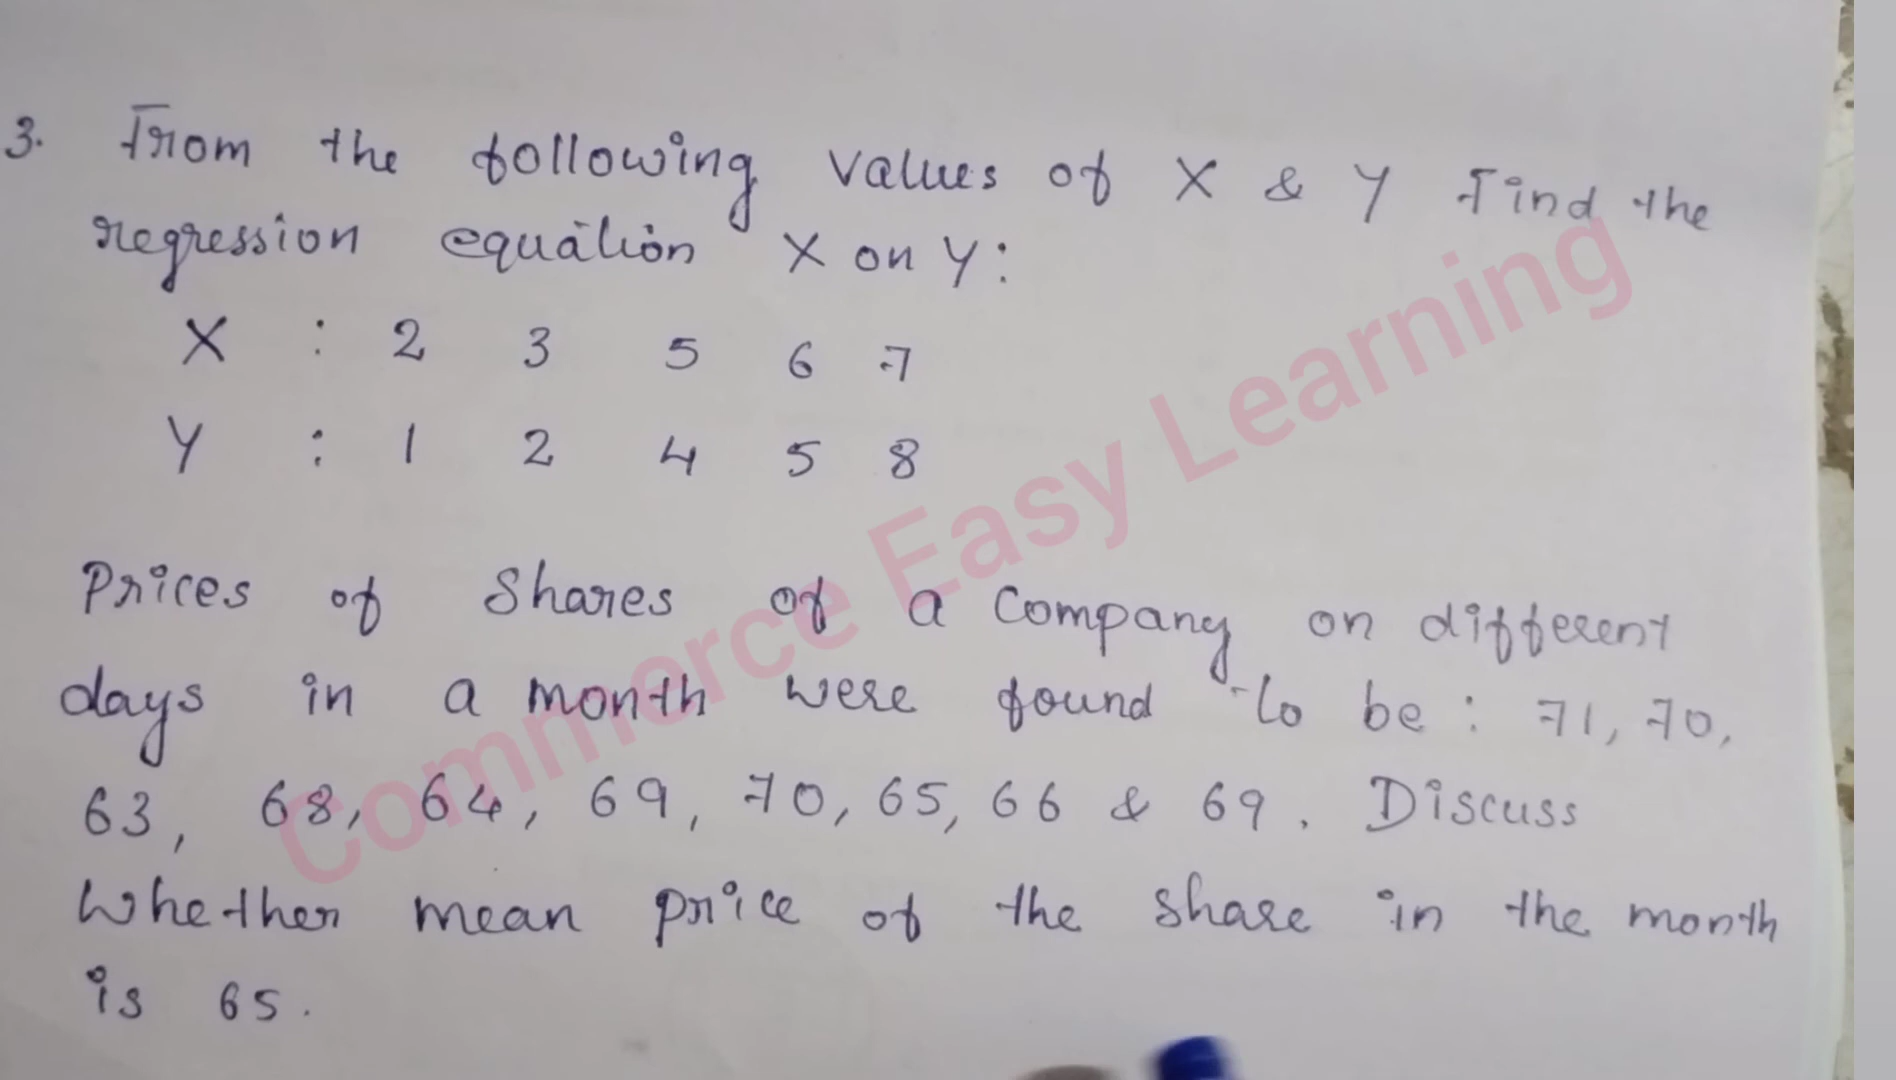 3. From the following values of X & Y Find the
regression equation X on Y:
X : 2 3 5 6 7
Y : 1 2 4 5 8
Prices of Shares of a Company on different
days in a month were found to be : 71, 70,
63, 68, 64, 69, 70, 65, 66 & 69. Discuss
Whether mean price of the share in the month
is 65.
Commerce Easy Learning